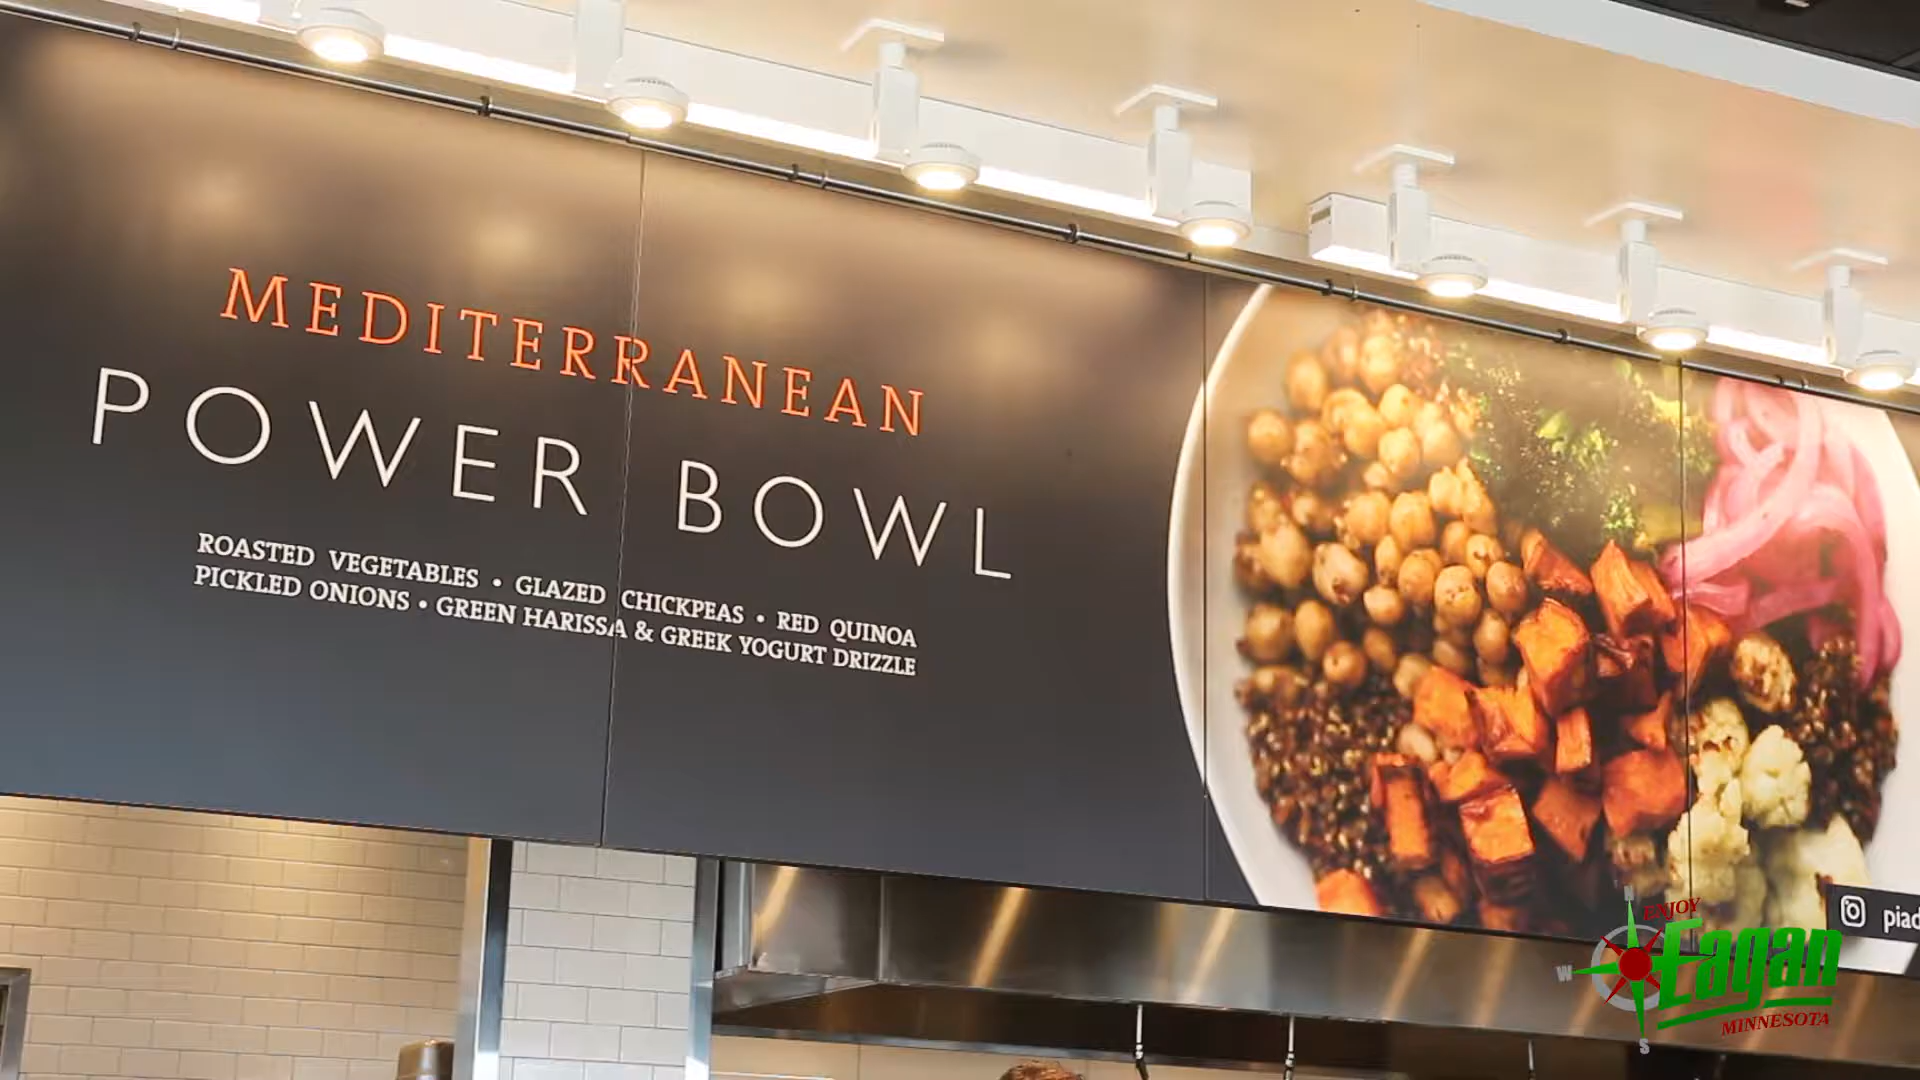 MEDITERRANEAN
POWER BOWL
ROASTED VEGETABLES • GLAZED CHICKPEAS • RED QUINOA
PICKLED ONIONS • GREEN HARISSA & GREEK YOGURT DRIZZLE
piad
N
ENJOY
W
Eagan
MINNESOTA
S